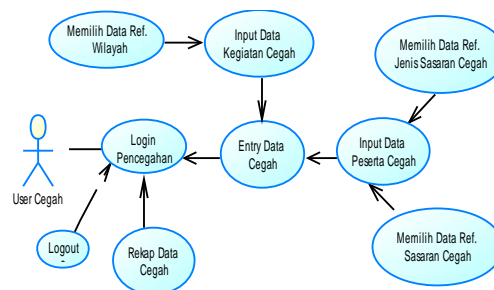 Memilih Data Ref.
Wilayah
Input Data
Kegiatan Cegah
Memilih Data Ref.
Jenis Sasaran Cegah
Login
Pencegahan
Entry Data
Cegah
Input Data
Peserta Cegah
User Cegah
Logout
Rekap Data
Cegah
Memilih Data Ref.
Sasaran Cegah